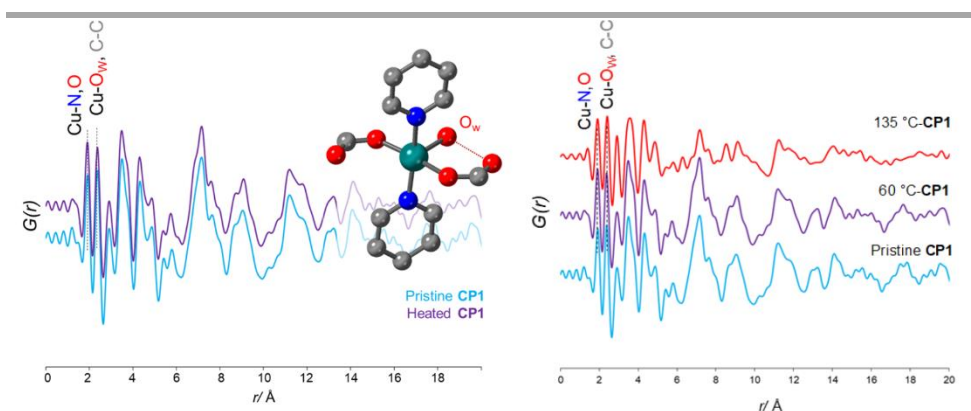 Cu-N,O
Cu-OW, C-C
G(r)
OW
Pristine CP1
Heated CP1
0 2 4 6 8 10 12 14 16 18
r/ Å
Cu-N, O
Cu-OW, C-C
G(r)
135 °C-CP1
60 °C-CP1
Pristine CP1
0 2 4 6 8 10 12 14 16 18 20
r/ Å